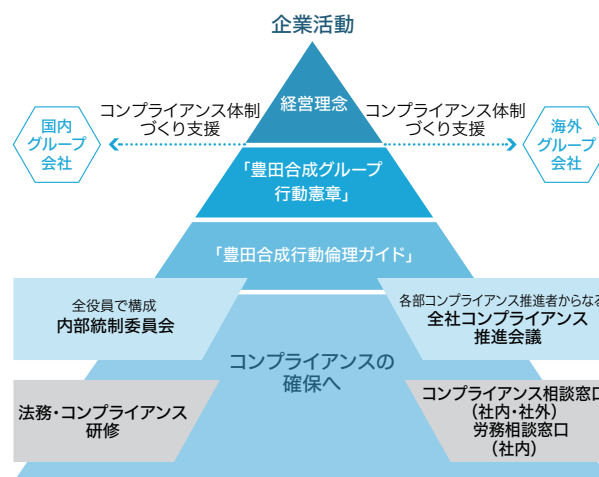 企業活動
経営理念
コンプライアンス体制
づくり支援
コンプライアンス体制
づくり支援
国内
グループ
会社
海外
グループ
会社
「豊田合成グループ
行動憲章」
「豊田合成行動倫理ガイド」
全役員で構成
内部統制委員会
各部コンプライアンス推進者からなる
全社コンプライアンス
推進会議
コンプライアンスの
確保へ
法務・コンプライアンス
研修
コンプライアンス相談窓口
(社内・社外)
労務相談窓口
(社内)